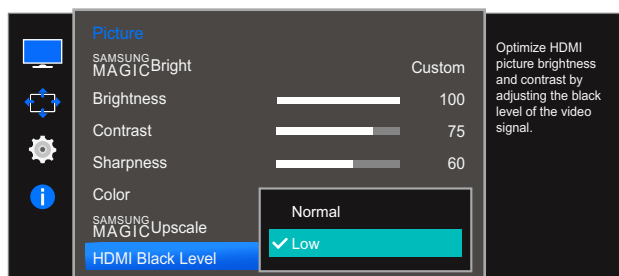 Picture
SAMSUNG
MAGICBright Custom
Brightness 100
Contrast 75
Sharpness 60
Color
SAMSUNG
MAGICUpscale
HDMI Black Level
Normal
Low
Optimize HDMI
picture brightness
and contrast by
adjusting the black
level of the video
signal.